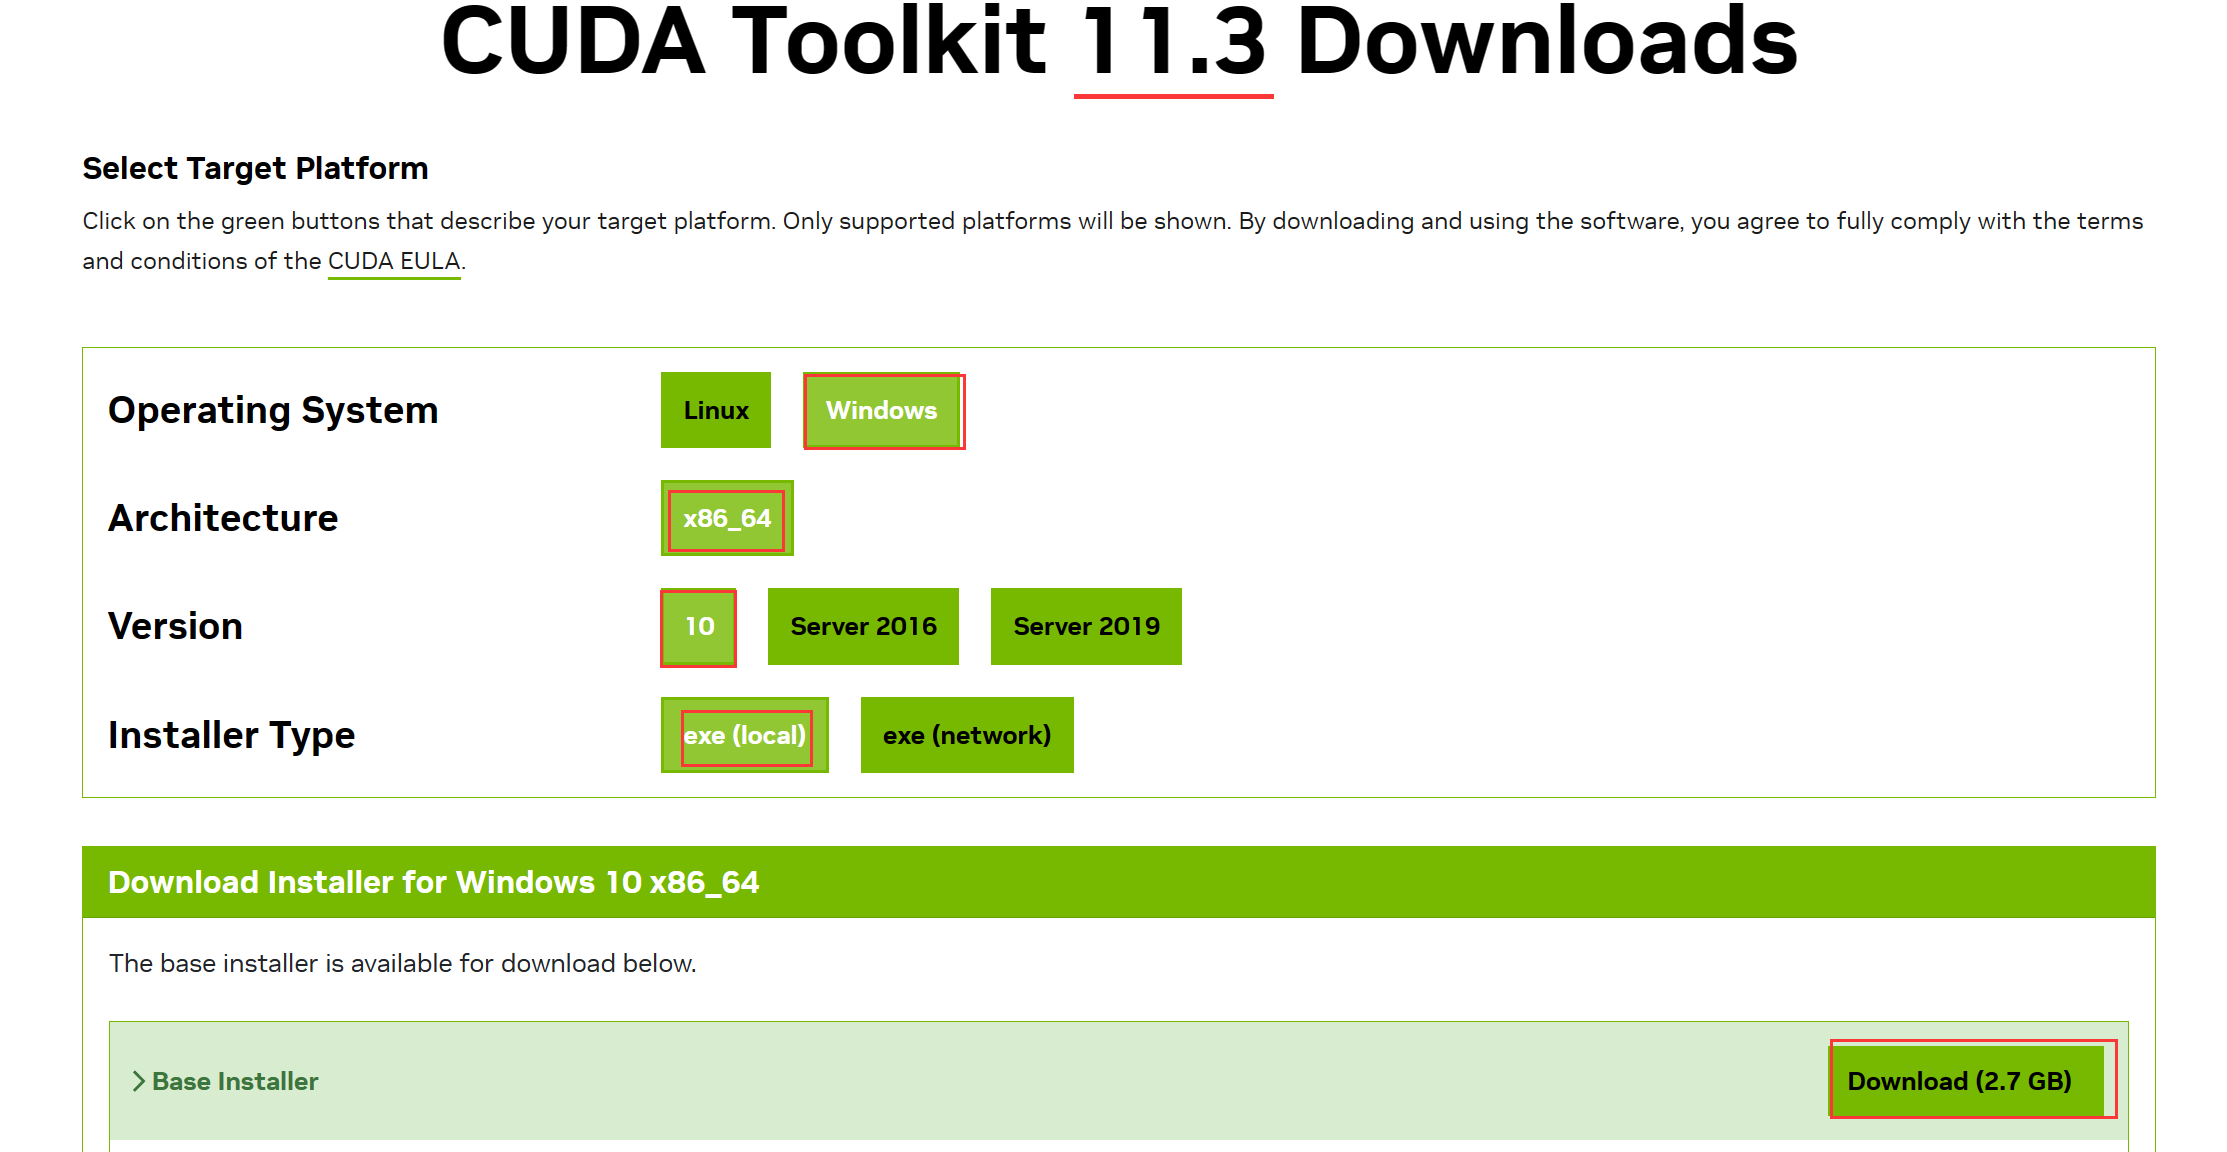 CUDA Toolkit 11.3 Downloads
Select Target Platform
Click on the green buttons that describe your target platform. Only supported platforms will be shown. By downloading and using the software, you agree to fully comply with the terms
and conditions of the CUDA EULA.
Operating System
Linux
Windows
Architecture
x86_64
Version
10
Server 2016
Server 2019
Installer Type
exe (local)
exe (network)
Download Installer for Windows 10 x86_64
The base installer is available for download below.
Base Installer
Download (2.7 GB)